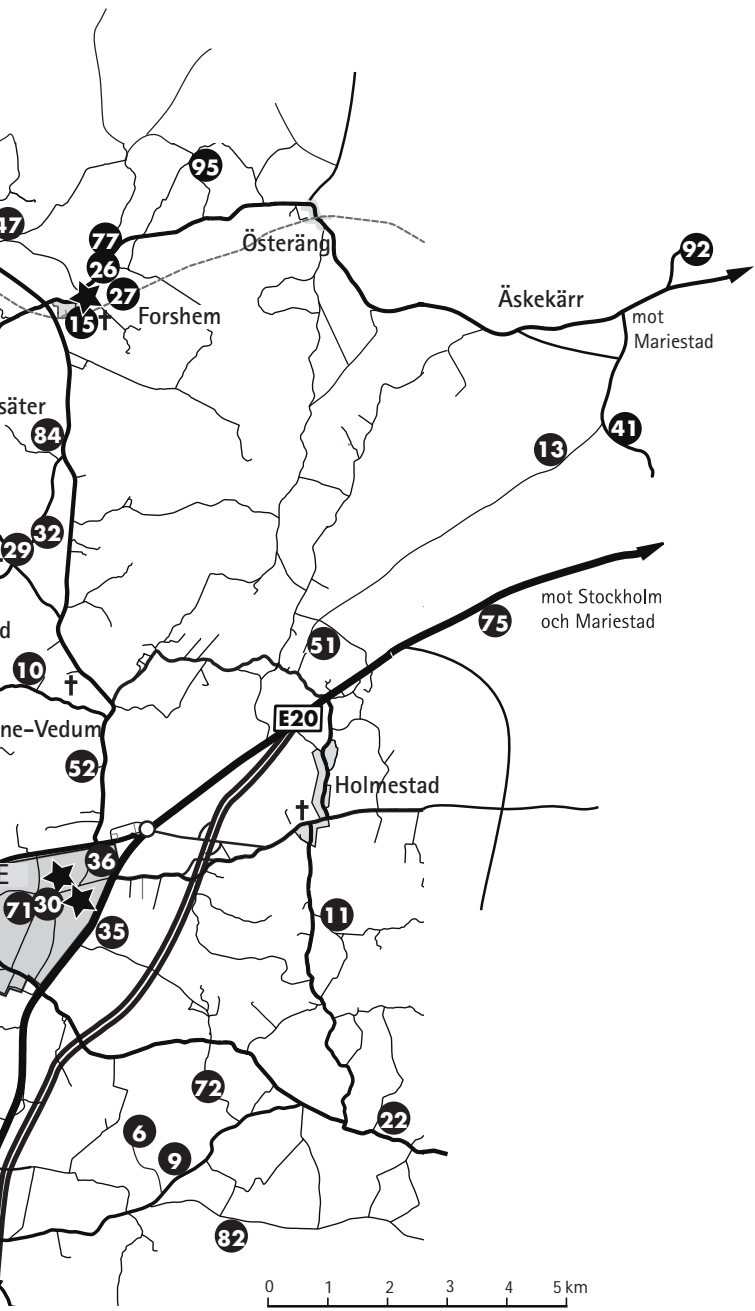 95
47
77
Österäng
92
26
27
Äskekärr
15
Forshem
mot
Mariestad
säter
84
41
13
32
29
mot Stockholm
och Mariestad
75
d
51
10
E20
ne-Vedum
52
Holmestad
36
E
71
30
11
35
72
22
6
9
82
0 1 2 3 4 5 km